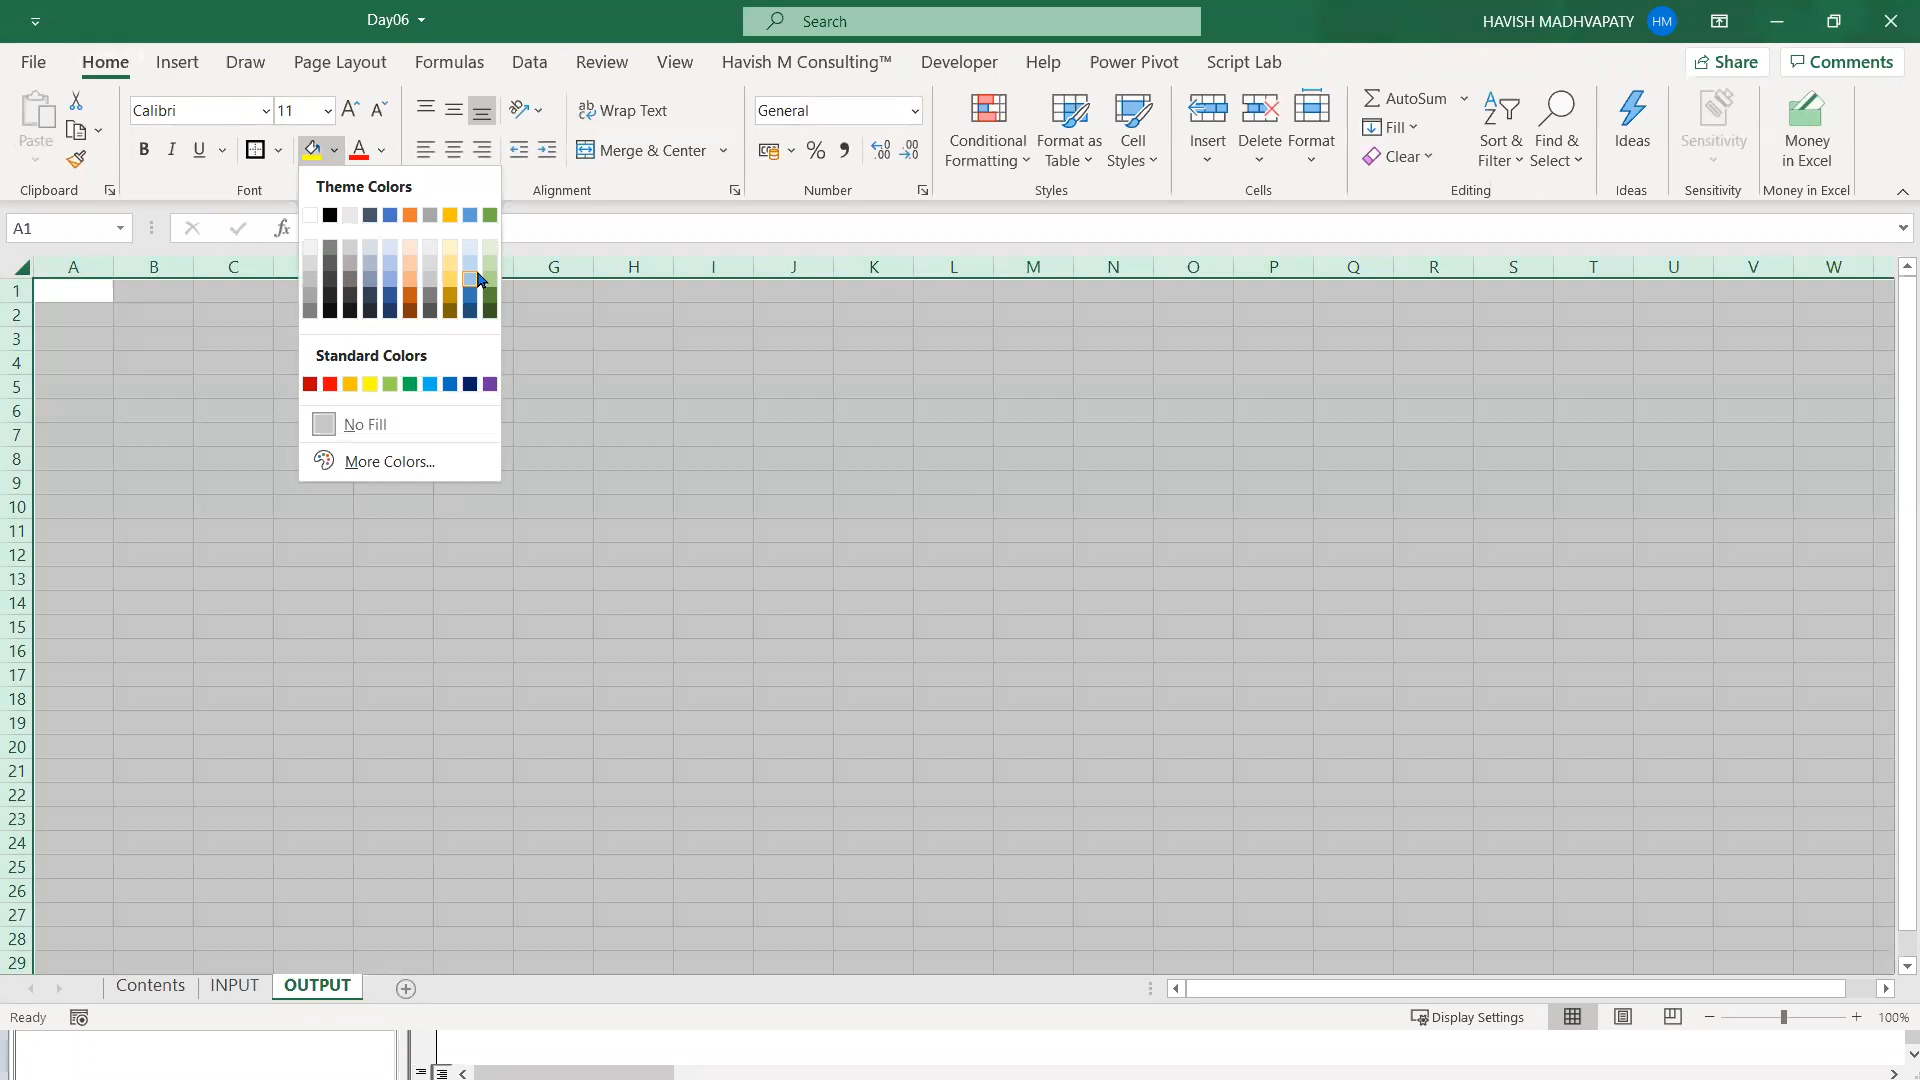 Day06
Search
HAVISH MADHVAPATY HM
File Home Insert Draw Page Layout Formulas Data Review View Havish M Consulting™ Developer Help Power Pivot Script Lab Share Comments
Paste
Clipboard
Calibri 11
B I U A
Font
ab Wrap Text
Merge & Center
Alignment
General
% 9
Number
Conditional Formatting
Format as Table
Cell Styles
Styles
Insert Delete Format
Cells
AutoSum
Fill
Clear
Sort & Filter
Find & Select
Editing
Ideas
Ideas
Sensitivity
Sensitivity
Money in Excel
Money in Excel
A1 fx
Theme Colors
Standard Colors
No Fill
More Colors...
A B C G H I J K L M N O P Q R S T U V W
1
2
3
4
5
6
7
8
9
10
11
12
13
14
15
16
17
18
19
20
21
22
23
24
25
26
27
28
29
Contents INPUT OUTPUT
Ready Display Settings 100%